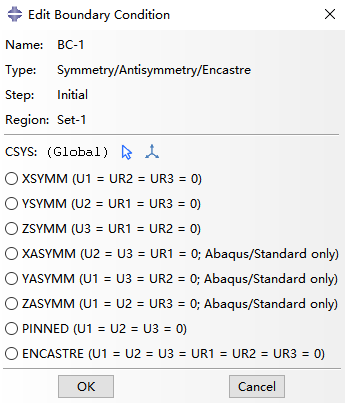 Edit Boundary Condition
Name: BC-1
Type: Symmetry/Antisymmetry/Encastre
Step: Initial
Region: Set-1
CSYS: (Global)
XSYMM (U1 = UR2 = UR3 = 0)
YSYMM (U2 = UR1 = UR3 = 0)
ZSYMM (U3 = UR1 = UR2 = 0)
XASYMM (U2 = U3 = UR1 = 0; Abaqus/Standard only)
YASYMM (U1 = U3 = UR2 = 0; Abaqus/Standard only)
ZASYMM (U1 = U2 = UR3 = 0; Abaqus/Standard only)
PINNED (U1 = U2 = U3 = 0)
ENCASTRE (U1 = U2 = U3 = UR1 = UR2 = UR3 = 0)
OK Cancel